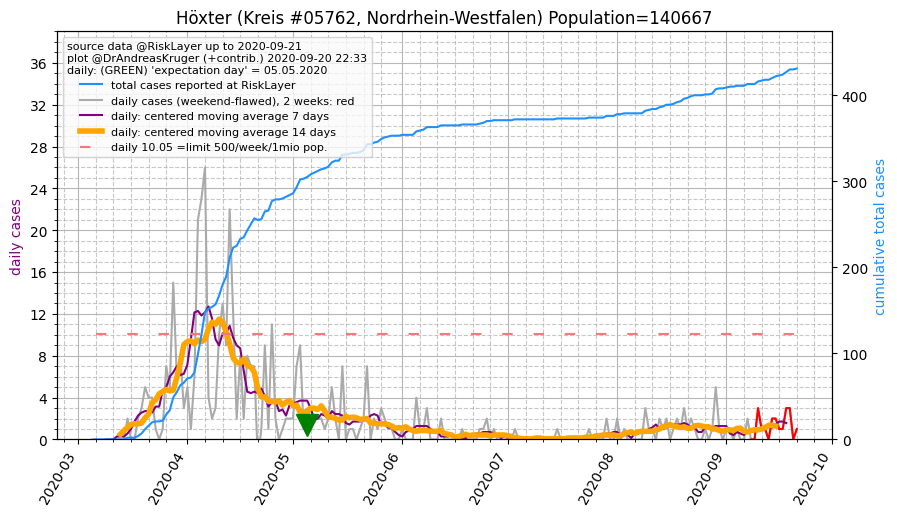 Höxter (Kreis #05762, Nordrhein-Westfalen) Population=140667
source data @RiskLayer up to 2020-09-21
plot @DrAndreasKruger (+contrib.) 2020-09-20 22:33
daily: (GREEN) 'expectation day' = 05.05.2020
total cases reported at RiskLayer
daily cases (weekend-flawed), 2 weeks: red
daily: centered moving average 7 days
daily: centered moving average 14 days
daily 10.05 =limit 500/week/1mio pop.
daily cases
36
32
28
24
20
16
12
8
4
0
400
300
200
100
0
cumulative total cases
2020-03
2020-04
2020-05
2020-06
2020-07
2020-08
2020-09
2020-10